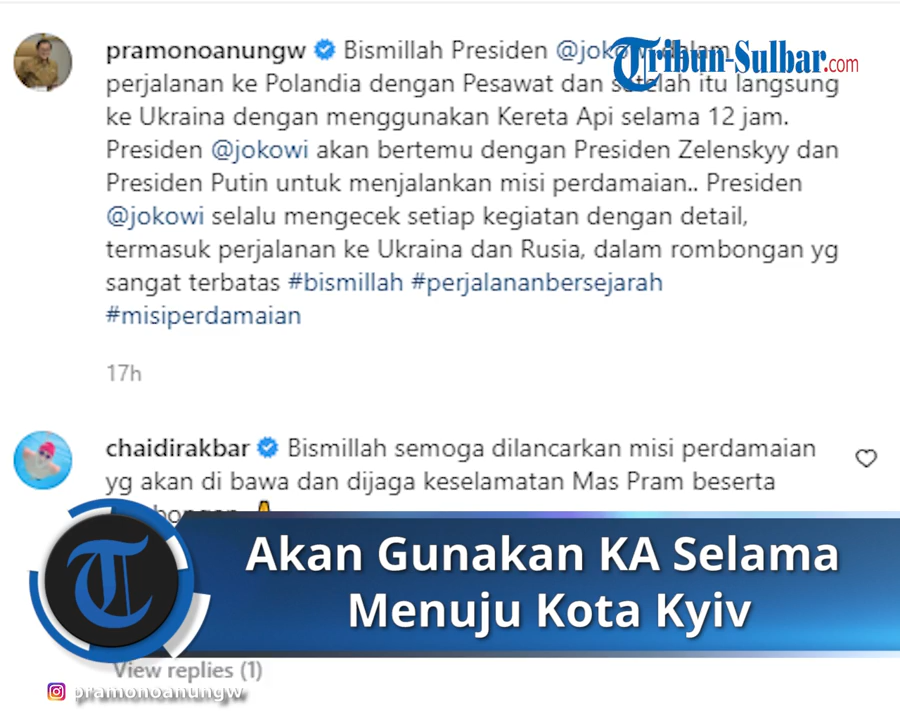 pramonoanungw Bismillah Presiden @jokowi dalam
Tribun-Sulbar.com
perjalanan ke Polandia dengan Pesawat dan setelah itu langsung
ke Ukraina dengan menggunakan Kereta Api selama 12 jam.
Presiden @jokowi akan bertemu dengan Presiden Zelenskyy dan
Presiden Putin untuk menjalankan misi perdamaian.. Presiden
@jokowi selalu mengecek setiap kegiatan dengan detail,
termasuk perjalanan ke Ukraina dan Rusia, dalam rombongan yg
sangat terbatas #bismillah #perjalananbersejarah
#misiperdamaian
17h
chaidirakbar Bismillah semoga dilancarkan misi perdamaian
yg akan di bawa dan dijaga keselamatan Mas Pram beserta
Akan Gunakan KA Selama
Menuju Kota Kyiv
View replies (1)
pramonoanungw